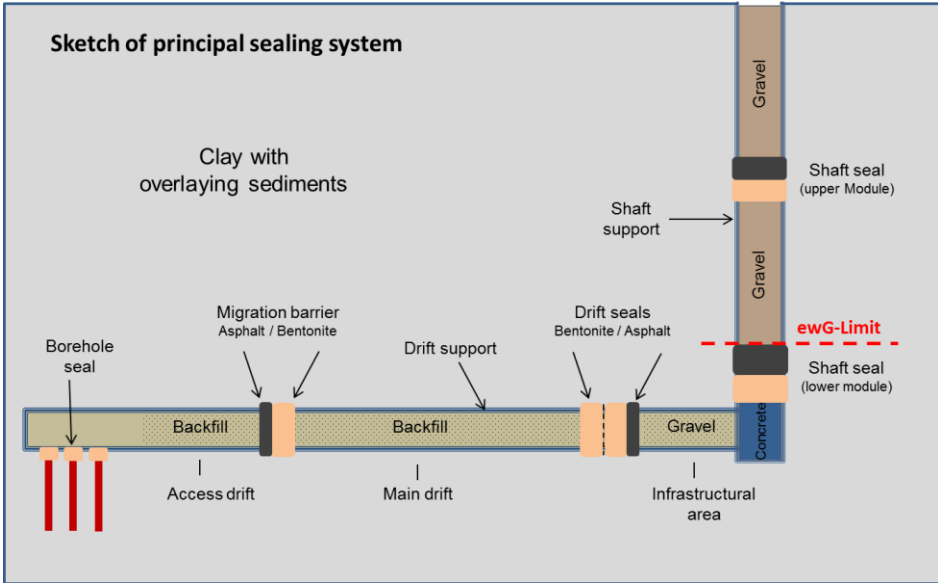 Sketch of principal sealing system
Gravel
Clay with
overlaying sediments
Shaft seal
(upper Module)
Shaft
support
Gravel
Migration barrier
Asphalt / Bentonite
Drift seals
Bentonite / Asphalt
ewG-Limit
Borehole
seal
Drift support
Shaft seal
(lower module)
Backfill
Backfill
Gravel
Concrete
Access drift
Main drift
Infrastructural
area